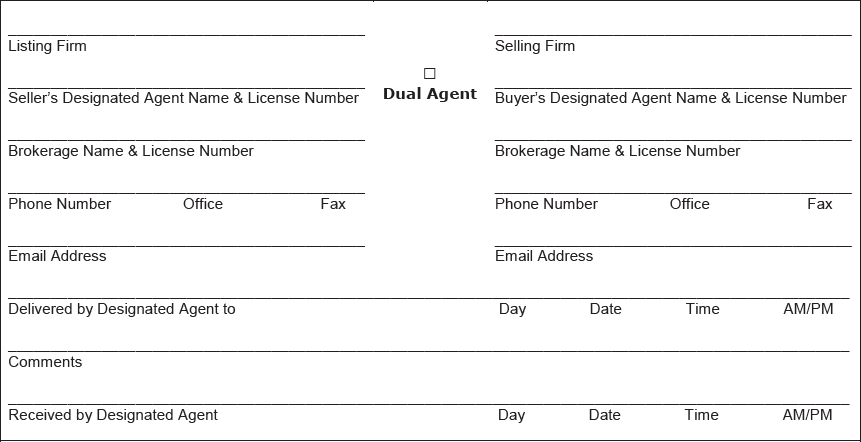 Listing Firm Selling Firm
☐
Dual Agent
Seller’s Designated Agent Name & License Number Buyer’s Designated Agent Name & License Number
Brokerage Name & License Number Brokerage Name & License Number
Phone Number Office Fax Phone Number Office Fax
Email Address Email Address
Delivered by Designated Agent to Day Date Time AM/PM
Comments
Received by Designated Agent Day Date Time AM/PM